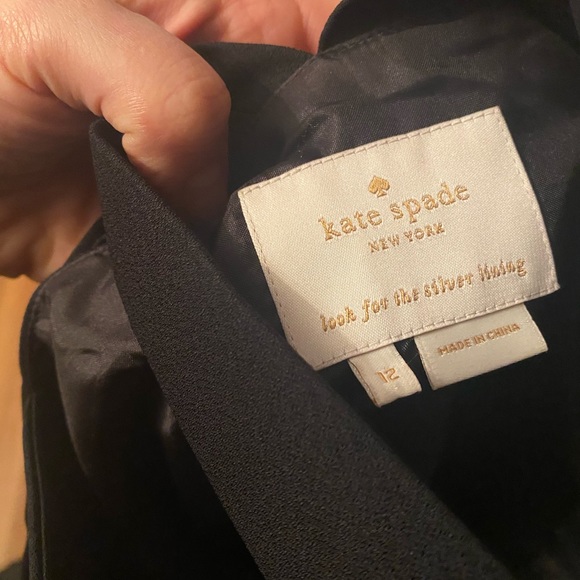 kate spade
NEW YORK
look for the silver lining
12
MADE IN CHINA